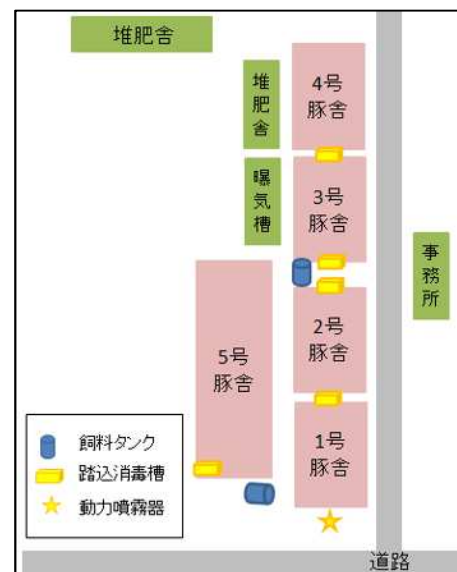 堆肥舎
堆
肥
舎
4号
豚舎
曝
気
槽
3号
豚舎
事
務
所
2号
豚舎
5号
豚舎
1号
豚舎
飼料タンク
踏込消毒槽
動力噴霧器
道路